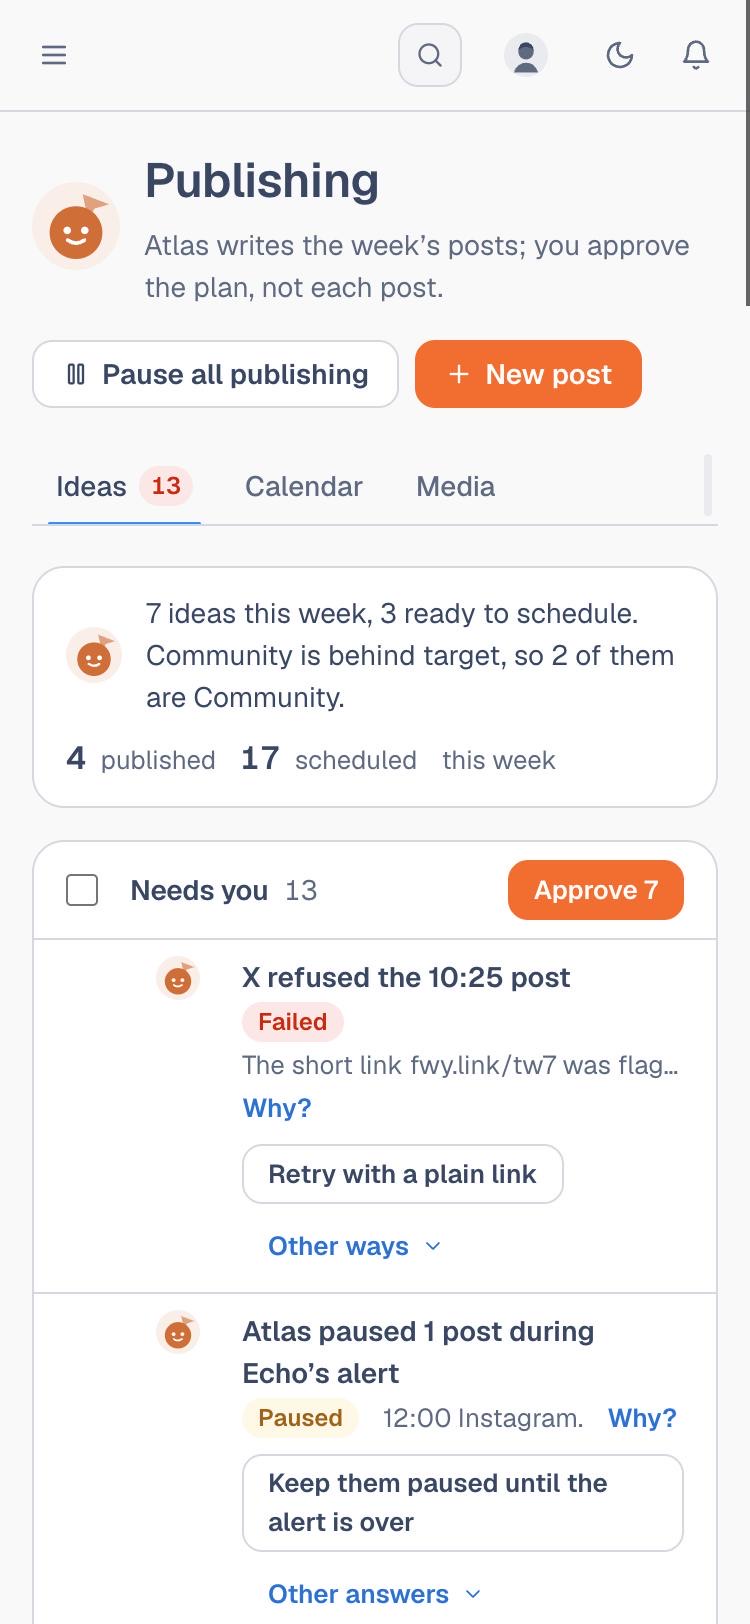 Publishing
Atlas writes the week’s posts; you approve
the plan, not each post.
Pause all publishing
New post
Ideas 13
Calendar
Media
7 ideas this week, 3 ready to schedule.
Community is behind target, so 2 of them
are Community.
4 published 17 scheduled this week
Needs you 13
Approve 7
X refused the 10:25 post
Failed
The short link fwy.link/tw7 was flag…
Why?
Retry with a plain link
Other ways
Atlas paused 1 post during
Echo’s alert
Paused 12:00 Instagram. Why?
Keep them paused until the
alert is over
Other answers